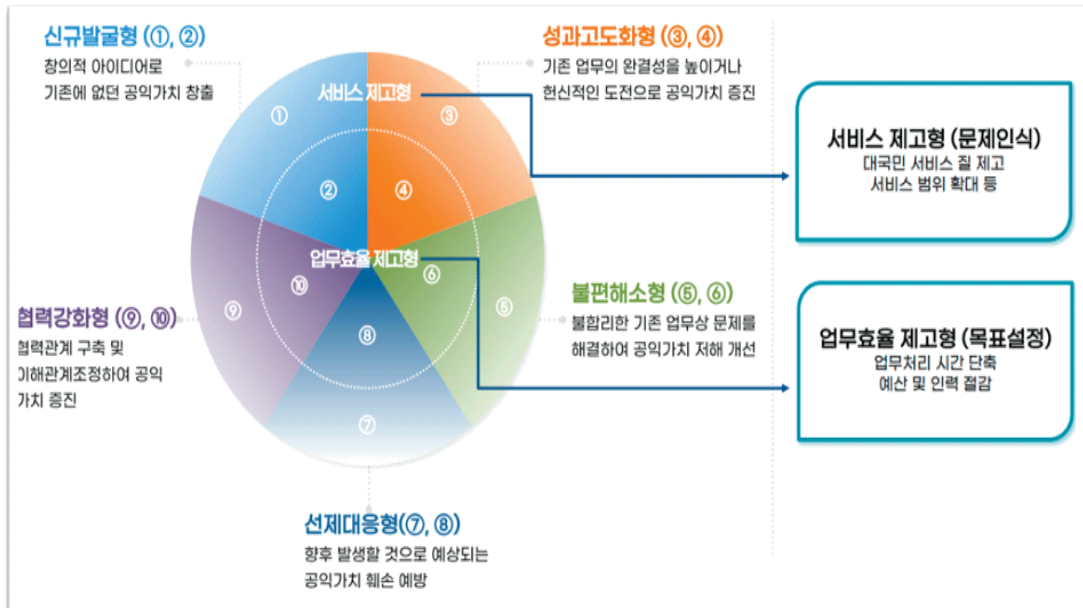 신규발굴형 (①, ②)
창의적 아이디어로
기존에 없던 공익가치 창출
성과고도화형 (③, ④)
기존 업무의 완결성을 높이거나
헌신적인 도전으로 공익가치 증진
서비스 제고형
①
③
②
④
업무효율 제고형
⑥
⑩
⑤
⑨
⑧
⑦
서비스 제고형 (문제인식)
대국민 서비스 질 제고
서비스 범위 확대 등
불편해소형 (⑤, ⑥)
불합리한 기존 업무상 문제를
해결하여 공익가치 저해 개선
업무효율 제고형 (목표설정)
업무처리 시간 단축
예산 및 인력 절감
협력강화형 (⑨, ⑩)
협력관계 구축 및
이해관계조정하여 공익
가치 증진
선제대응형(⑦, ⑧)
향후 발생할 것으로 예상되는
공익가치 훼손 예방